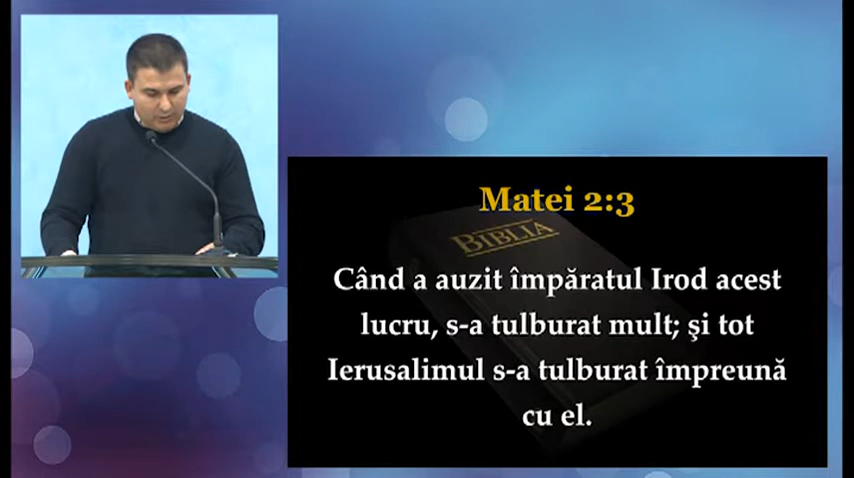 Matei 2:3
BIBLIA
Când a auzit împăratul Irod acest
lucru, s-a tulburat mult; şi tot
Ierusalimul s-a tulburat împreună
cu el.